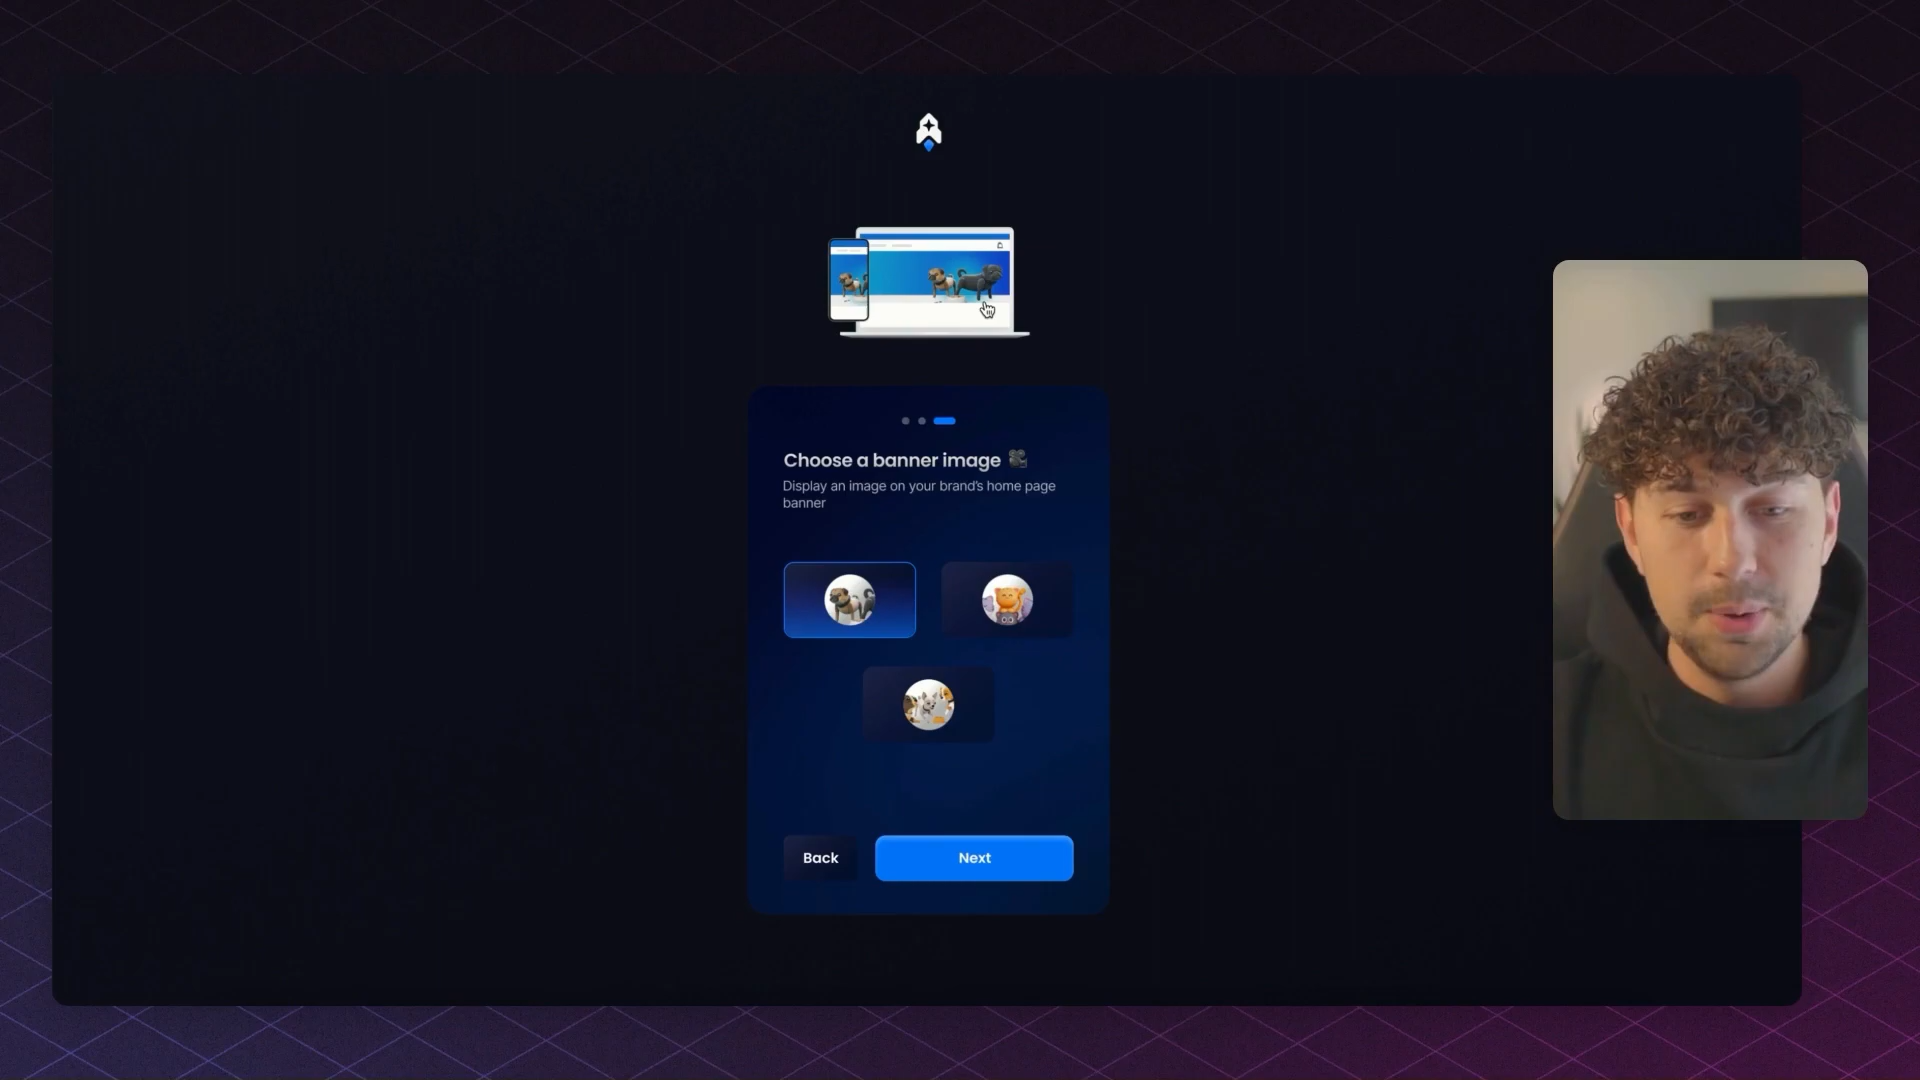 Choose a banner image
Display an image on your brand's home page
banner
Back
Next